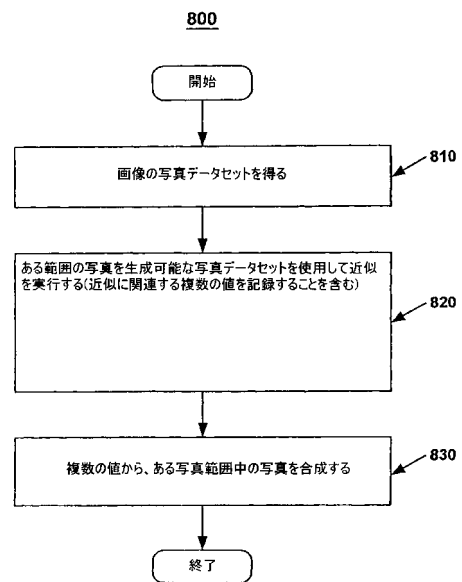 800
開始
画像の写真データセットを得る
810
ある範囲の写真を生成可能な写真データセットを使用して近似
を実行する(近似に関連する複数の値を記録することを含む)
820
複数の値から、ある写真範囲中の写真を合成する
830
終了